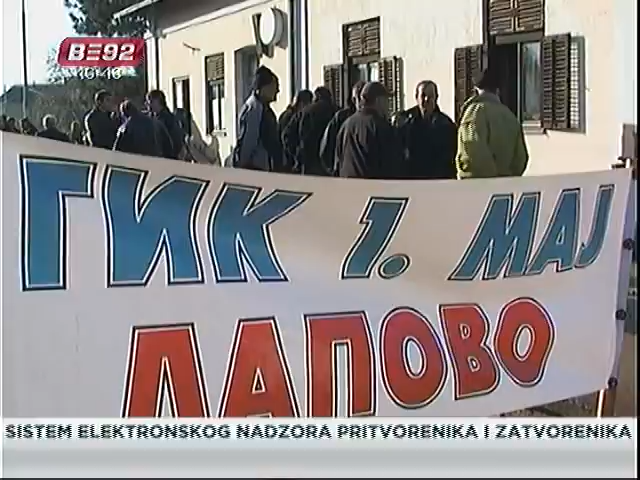 B92
ГИК 1. МАЈ
ЛАПОВО
SISTEM ELEKTRONSKOG NADZORA PRITVORENIKA I ZATVORENIKA